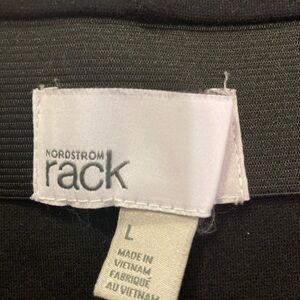 NORDSTROM
rack
L
MADE IN
VIETNAM
FABRIQUÉ
AU VIETNAM